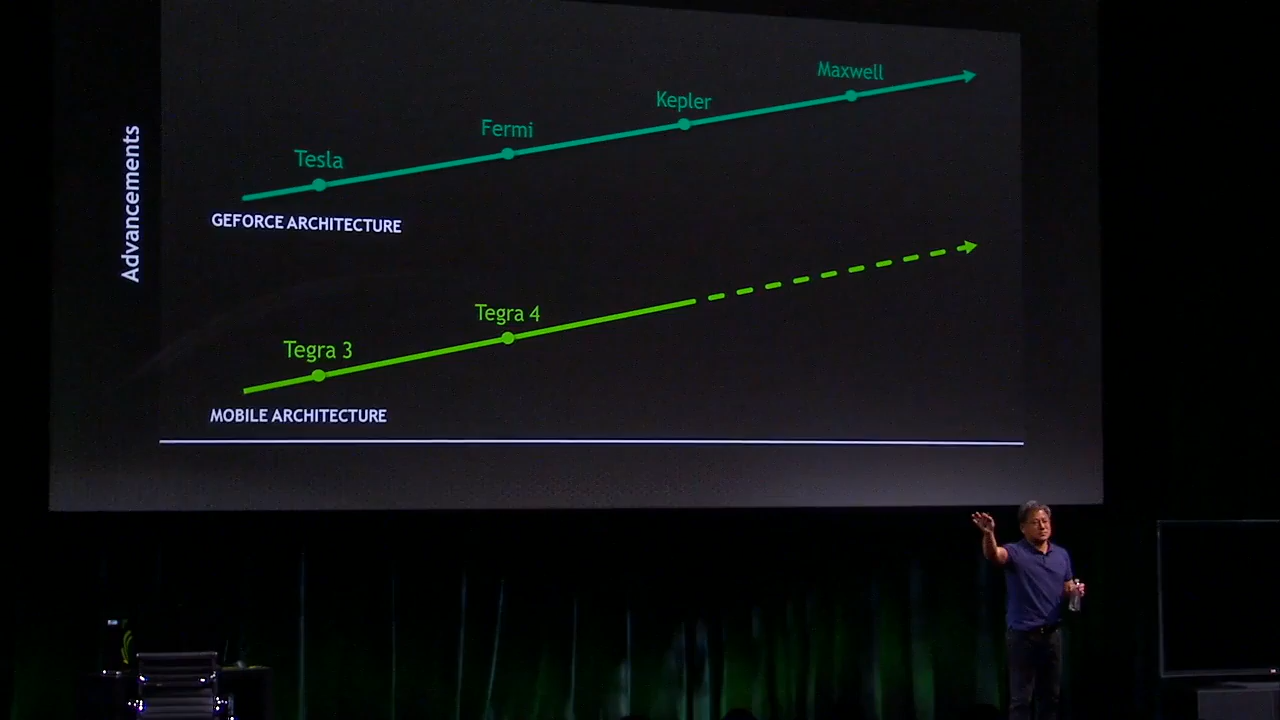 Advancements
Tesla
Fermi
Kepler
Maxwell
GEFORCE ARCHITECTURE
Tegra 3
Tegra 4
MOBILE ARCHITECTURE